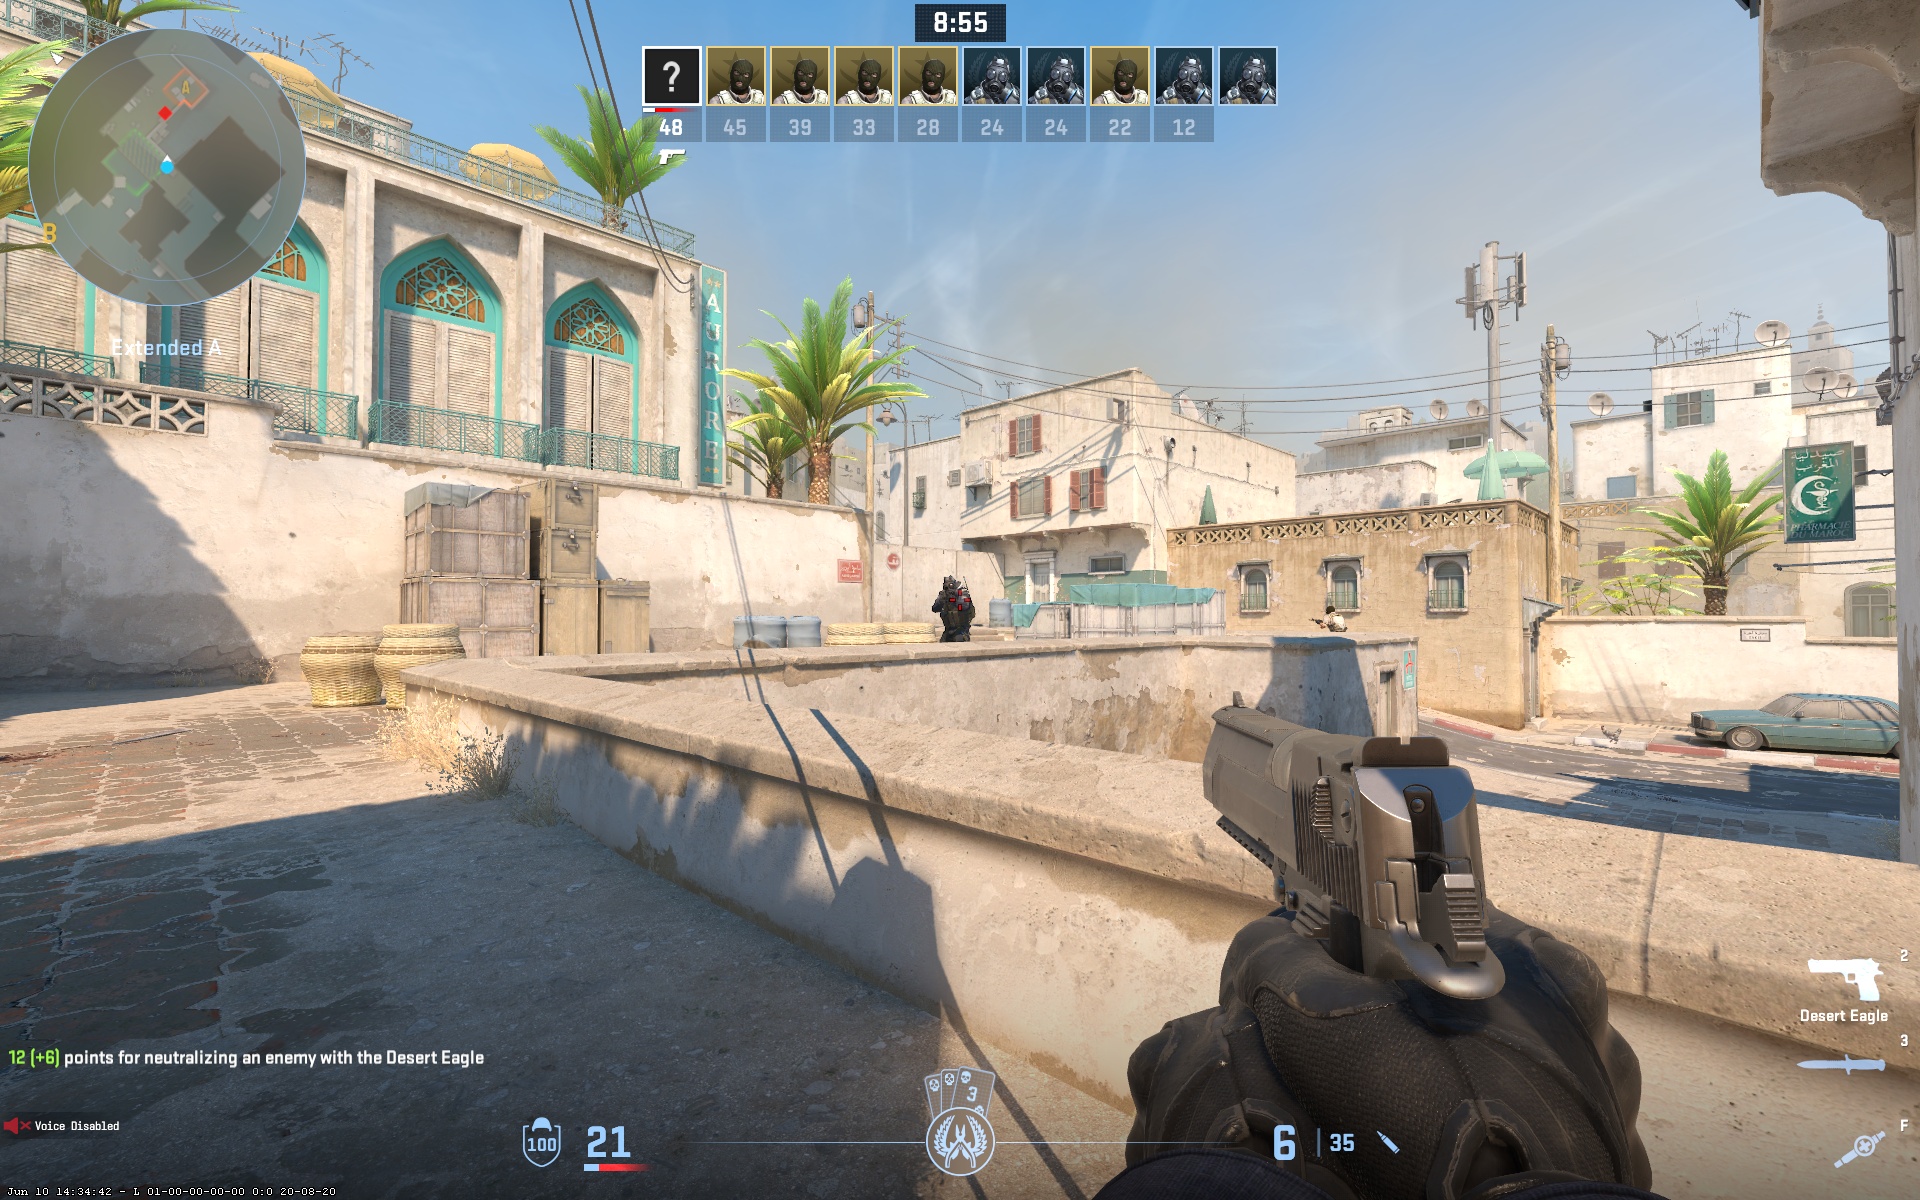 8:55
?
48 45 39 33 28 24 24 22 12
A
B
Extended A
AURORE
صيدلية
المغرب
PHARMACIE
DU MAROC
2
Desert Eagle
3
12 (+6) points for neutralizing an enemy with the Desert Eagle
3
Voice Disabled
F
100 21
6 | 35
Jun 10 14:34:42 - L 01-00-00-00-00 0:0 20-08-20